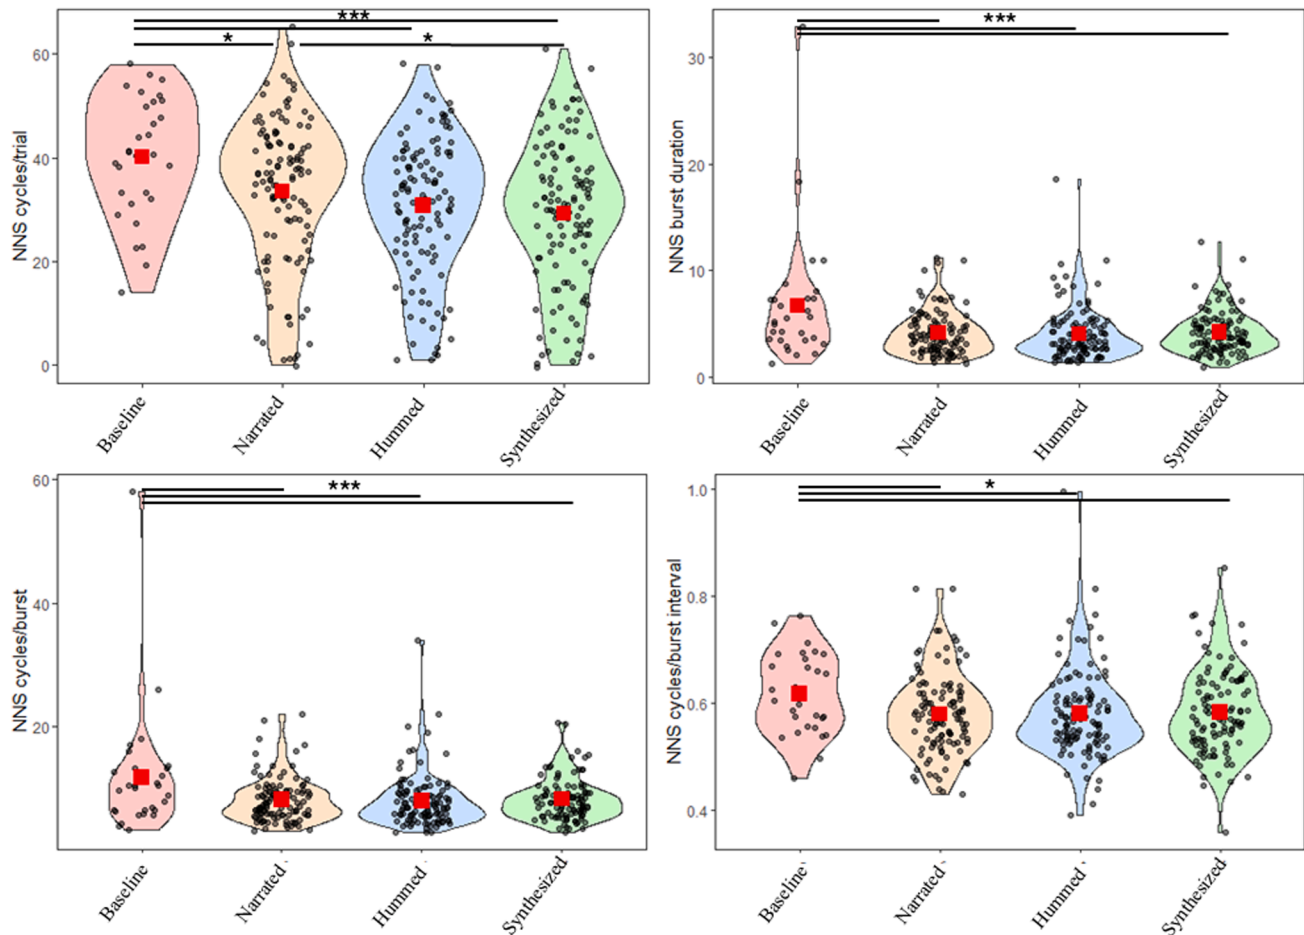 ***
*
*
60
40
20
0
NNS cycles/trial
Baseline
Narrated
Hummed
Synthesized
***
30
20
10
0
NNS burst duration
Baseline
Narrated
Hummed
Synthesized
***
60
40
20
NNS cycles/burst
Baseline
Narrated
Hummed
Synthesized
*
1.0
0.8
0.6
0.4
NNS cycles/burst interval
Baseline
Narrated
Hummed
Synthesized